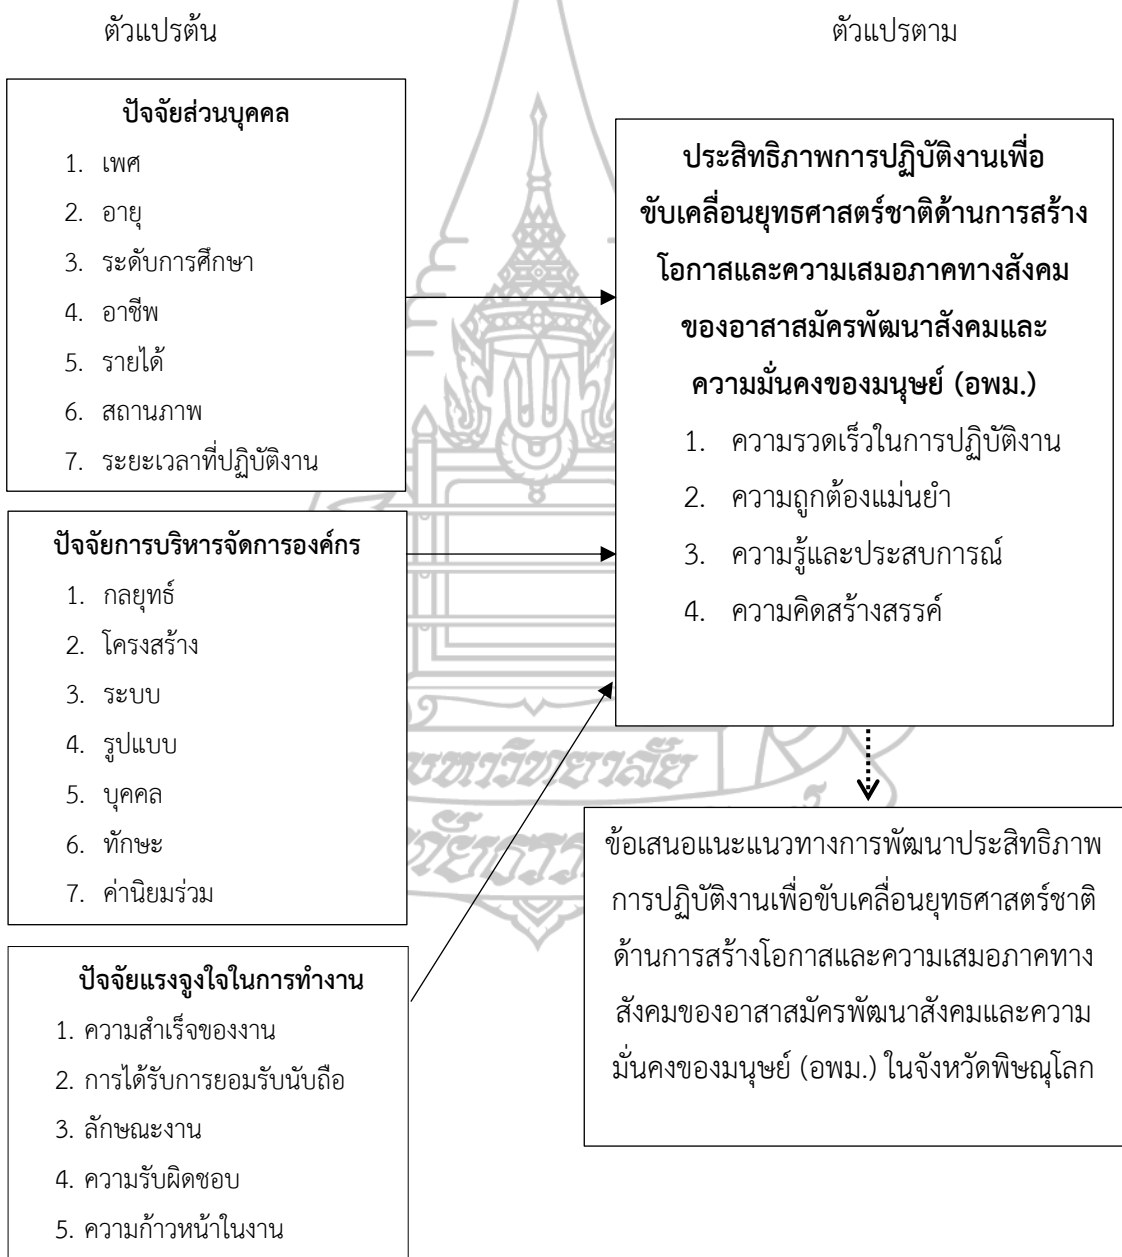 ตัวแปรต้น
ตัวแปรตาม
ปัจจัยส่วนบุคคล
1. เพศ
2. อายุ
3. ระดับการศึกษา
4. อาชีพ
5. รายได้
6. สถานภาพ
7. ระยะเวลาที่ปฏิบัติงาน
ปัจจัยการบริหารจัดการองค์กร
1. กลยุทธ์
2. โครงสร้าง
3. ระบบ
4. รูปแบบ
5. บุคคล
6. ทักษะ
7. ค่านิยมร่วม
ปัจจัยแรงจูงใจในการทำงาน
1. ความสำเร็จของงาน
2. การได้รับการยอมรับนับถือ
3. ลักษณะงาน
4. ความรับผิดชอบ
5. ความก้าวหน้าในงาน
ประสิทธิภาพการปฏิบัติงานเพื่อ
ขับเคลื่อนยุทธศาสตร์ชาติด้านการสร้าง
โอกาสและความเสมอภาคทางสังคม
ของอาสาสมัครพัฒนาสังคมและ
ความมั่นคงของมนุษย์ (อพม.)
1. ความรวดเร็วในการปฏิบัติงาน
2. ความถูกต้องแม่นยำ
3. ความรู้และประสบการณ์
4. ความคิดสร้างสรรค์
ข้อเสนอแนะแนวทางการพัฒนาประสิทธิภาพ
การปฏิบัติงานเพื่อขับเคลื่อนยุทธศาสตร์ชาติ
ด้านการสร้างโอกาสและความเสมอภาคทาง
สังคมของอาสาสมัครพัฒนาสังคมและความ
มั่นคงของมนุษย์ (อพม.) ในจังหวัดพิษณุโลก